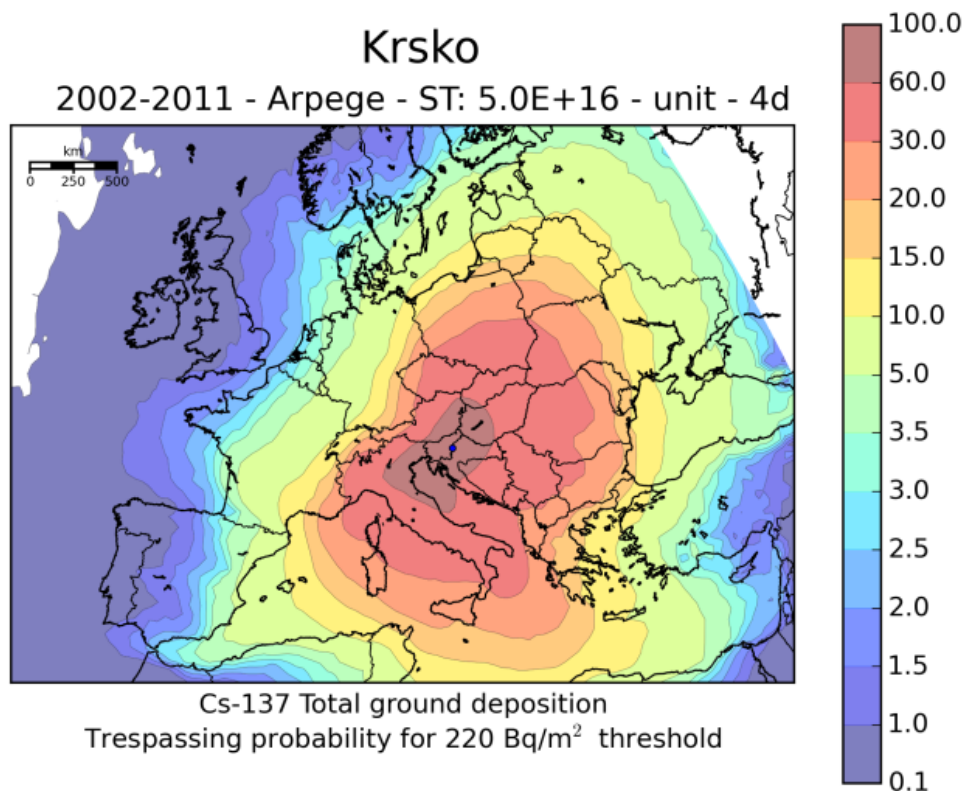 Krsko
2002-2011 - Arpege - ST: 5.0E+16 - unit - 4d
km
0 250 500
100.0
60.0
30.0
20.0
15.0
10.0
5.0
3.5
3.0
2.5
2.0
1.5
1.0
0.1
Cs-137 Total ground deposition
Trespassing probability for 220 Bq/m² threshold